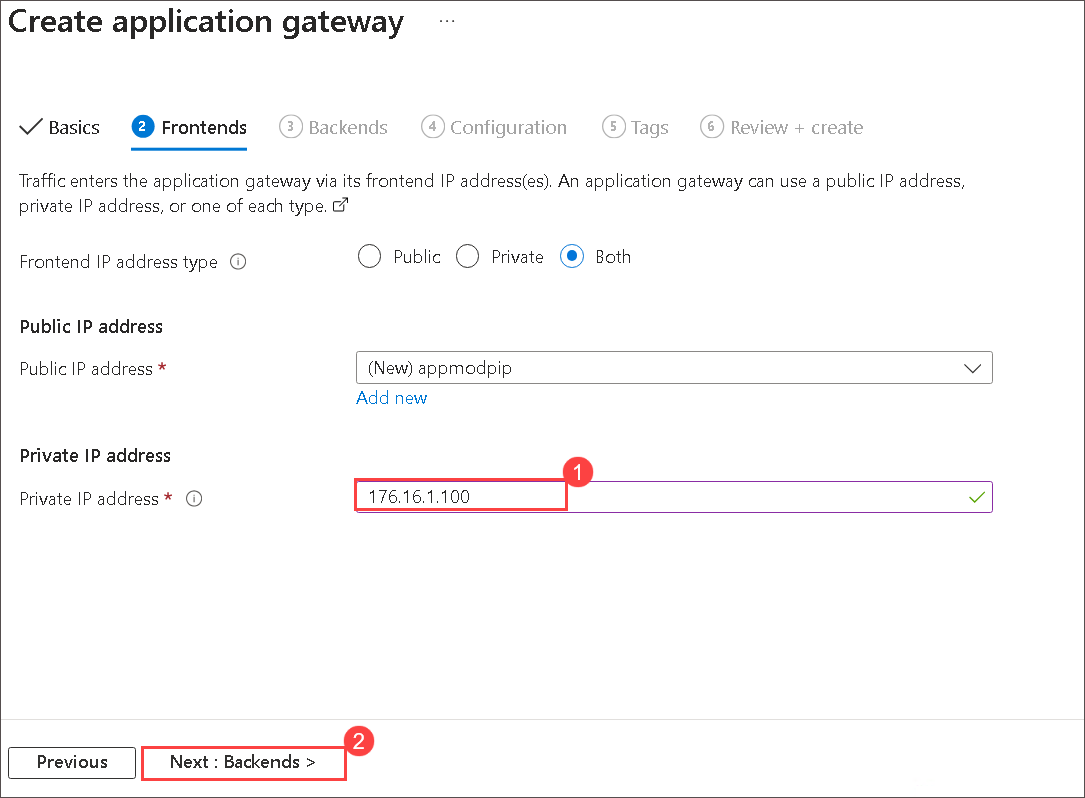 Create application gateway ...
Basics 2 Frontends 3 Backends 4 Configuration 5 Tags 6 Review + create
Traffic enters the application gateway via its frontend IP address(es). An application gateway can use a public IP address,
private IP address, or one of each type.
Frontend IP address type Public Private Both
Public IP address
Public IP address * (New) appmodpip
Add new
Private IP address
1
Private IP address * 176.16.1.100
2
Previous Next : Backends >